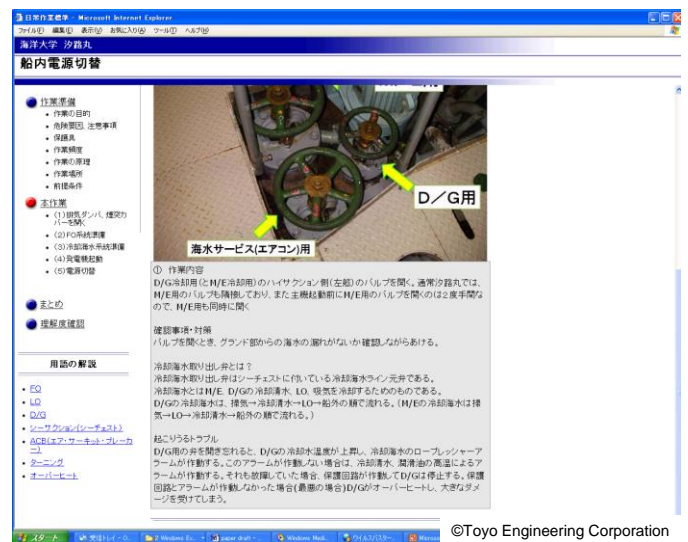 日常作業標準 - Microsoft Internet Explorer
ファイル(F) 編集(E) 表示(V) お気に入り(A) ツール(T) ヘルプ(H)
海洋大学 汐路丸
船内電源切替
作業準備
・ 作業の目的
・ 危険要因、注意事項
・ 保護具
・ 作業頻度
・ 作業の原理
・ 作業場所
・ 前提条件
本作業
・ (1)排気ダンパ、煙突カバーを開く
・ (2)FO系統準備
・ (3)冷却海水系統準備
・ (4)発電機起動
・ (5)電源切替
まとめ
理解度確認
用語の解説
・ FO
・ LO
・ D/G
・ シーサクション(シーチェスト)
・ ACB(エア・サーキット・ブレーカー)
・ ターニング
・ オーバーヒート
D/G用
海水サービス(エアコン)用
① 作業内容
D/G冷却用(とM/E冷却用)のハイサクション側(左舷)のバルブを開く。通常汐路丸では、
M/E用のバルブも隣接しており、また主機起動前にM/E用のバルブを開くのは2度手間な
ので、M/E用も同時に開く
確認事項・対策
バルブを開くとき、グランド部からの海水の漏れがないか確認しながらあける。
冷却海水取り出し弁とは?
冷却海水取り出し弁はシーチェストに付いている冷却海水ライン元弁である。
冷却海水とはM/E、D/Gの冷却清水、LO、吸気を冷却するためのものである。
D/Gの冷却海水は、掃気→冷却清水→LO→船外の順で流れる。(M/Eの冷却海水は掃
気→LO→冷却清水→船外の順で流れる。)
起こりうるトラブル
D/G用の弁を開き忘れると、D/Gの冷却水温度が上昇し、冷却海水のロープレッシャーア
ラームが作動する。このアラームが作動しない場合は、冷却清水、潤滑油の高温によるア
ラームが作動する。それも故障していた場合、保護回路が作動してD/Gは停止する。保護
回路とアラームが作動しなかった場合(最悪の場合)D/Gがオーバーヒートし、大きなダメ
ージを受けてしまう。
©Toyo Engineering Corporation
スタート
受信トレイ - O...
2 Windows Ex...
paper draft - ...
Windows Medi...
ウイルスバスター...